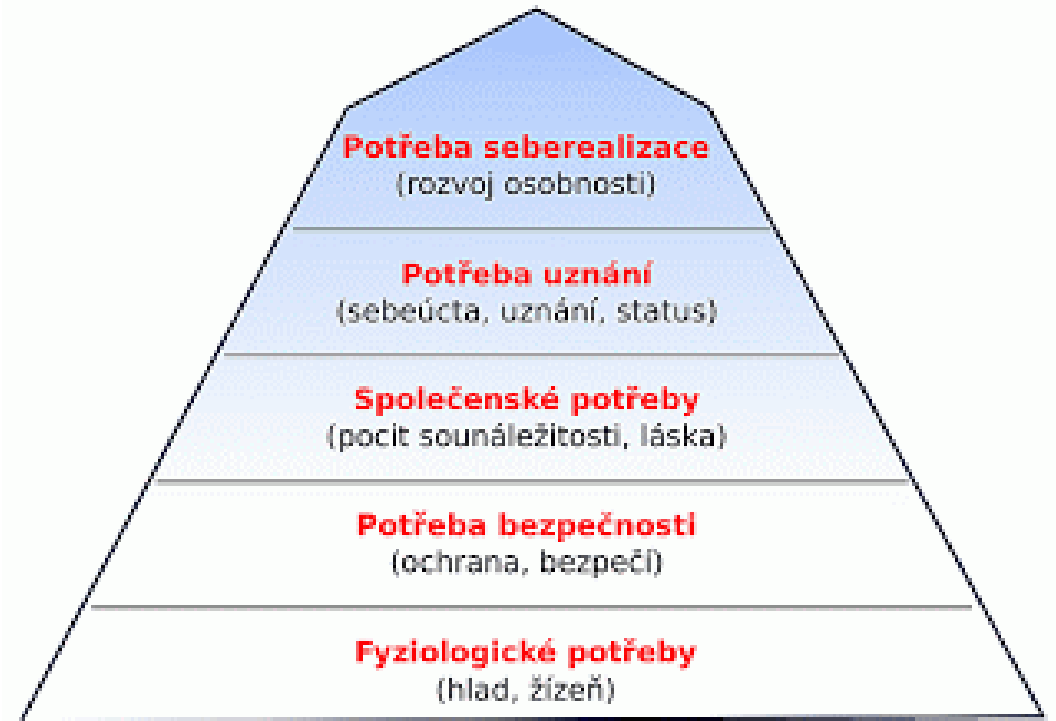 Potřeba seberealizace
(rozvoj osobnosti)
Potřeba uznání
(sebeúcta, uznání, status)
Společenské potřeby
(pocit sounáležitosti, láska)
Potřeba bezpečnosti
(ochrana, bezpečí)
Fyziologické potřeby
(hlad, žízeň)